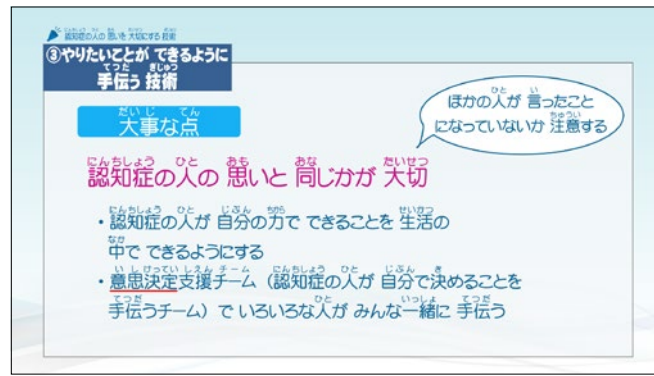 認知症の人の 思いを 大切にする 技術
③やりたいことが できるように
手伝う 技術
大事な点
ほかの人が 言ったこと
になっていないか 注意する
認知症の人の 思いと 同じかが 大切
・認知症の人が 自分の力で できることを 生活の
中で できるようにする
・意思決定支援チーム（認知症の人が 自分で決めることを
手伝うチーム）で いろいろな人が みんな一緒に 手伝う